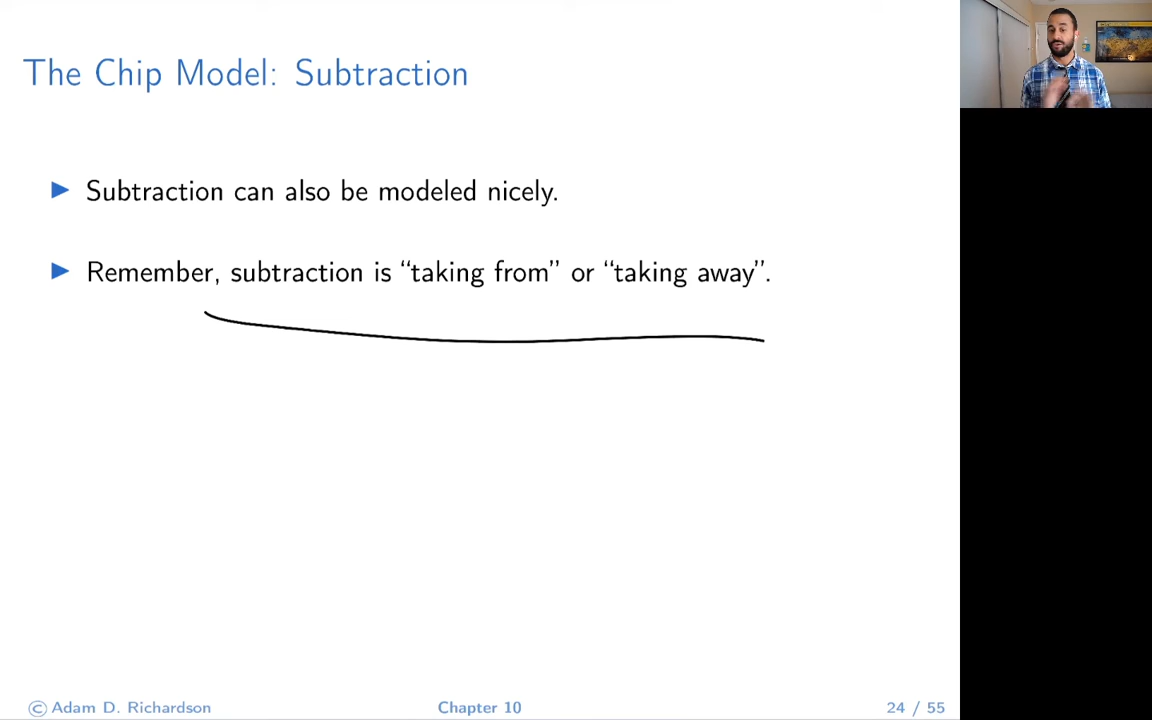 The Chip Model: Subtraction
▶ Subtraction can also be modeled nicely.
▶ Remember, subtraction is “taking from” or “taking away”.
© Adam D. Richardson Chapter 10 24 / 55